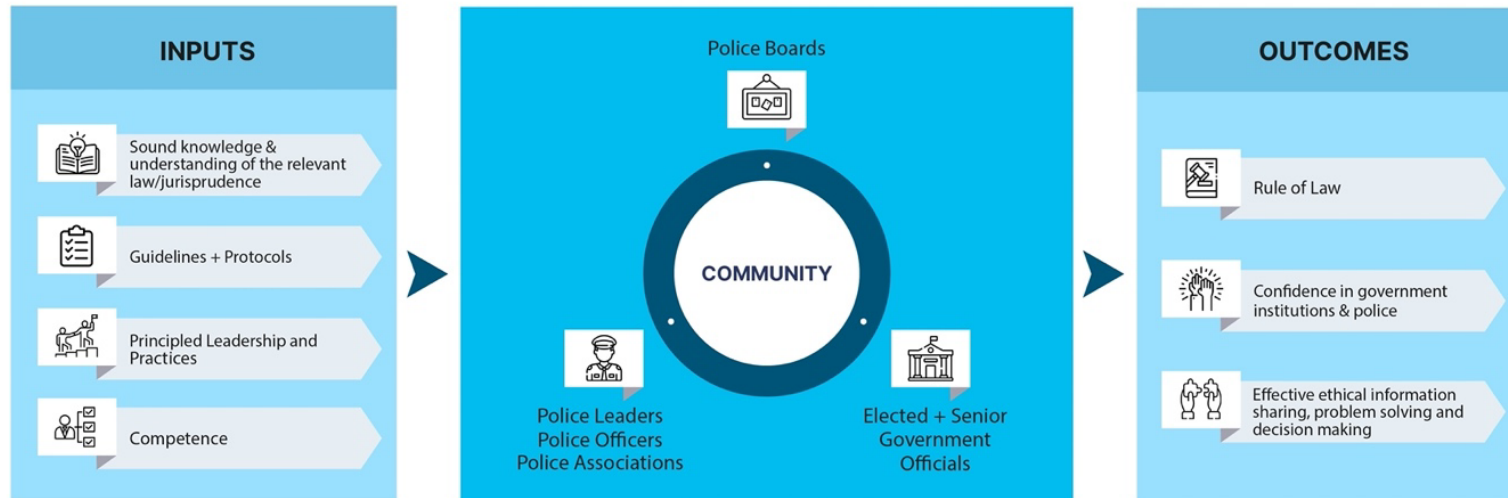 INPUTS
Sound knowledge &
understanding of the relevant
law/jurisprudence
Guidelines + Protocols
Principled Leadership and
Practices
Competence
Police Boards
COMMUNITY
Police Leaders
Police Officers
Police Associations
Elected + Senior
Government
Officials
OUTCOMES
Rule of Law
Confidence in government
institutions & police
Effective ethical information
sharing, problem solving and
decision making